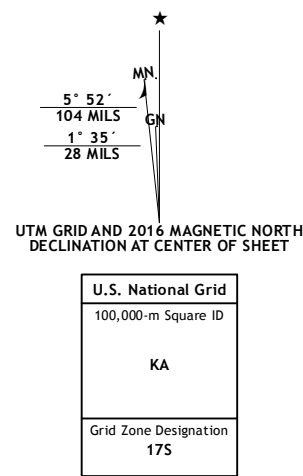 ★
MN.
5° 52´
104 MILS
GN
1° 35´
28 MILS
UTM GRID AND 2016 MAGNETIC NORTH
DECLINATION AT CENTER OF SHEET
U.S. National Grid
100,000-m Square ID
KA
Grid Zone Designation
17S